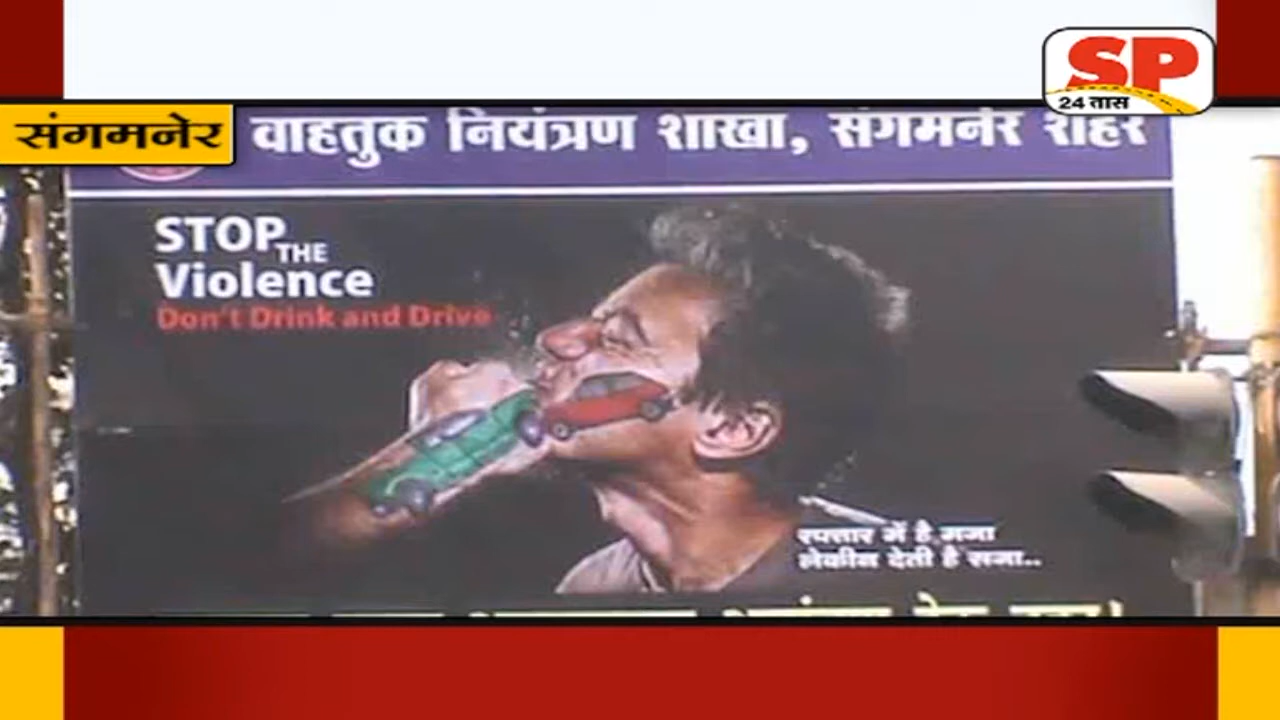 SP
24 तास
संगमनेर
वाहतुक नियंत्रण शाखा, संगमनेर शहर
STOP THE
Violence
Don't Drink and Drive
रफ्तार में है मजा
लेकीन देती है सजा..